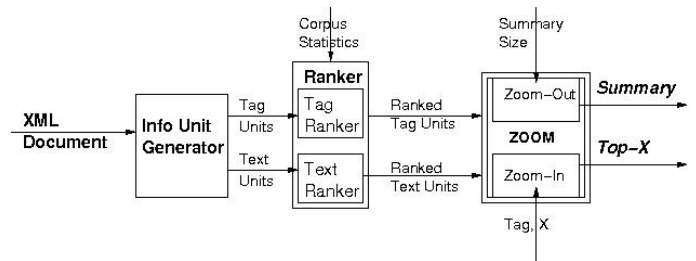 Corpus
Statistics
Summary
Size
Ranker
Tag
Ranker
Text
Ranker
XML
Document
Info Unit
Generator
Tag
Units
Text
Units
Ranked
Tag Units
Ranked
Text Units
Zoom-Out
ZOOM
Zoom-In
Summary
Top-X
Tag, X